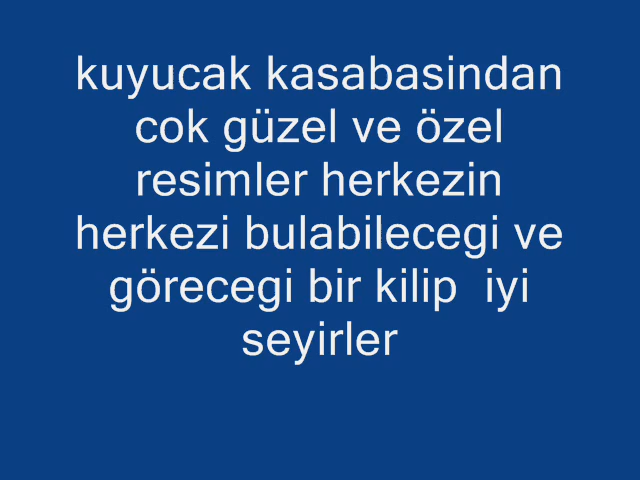 kuyucak kasabasindan
cok güzel ve özel
resimler herkezin
herkezi bulabilecegi ve
görecegi bir kilip  iyi
seyirler